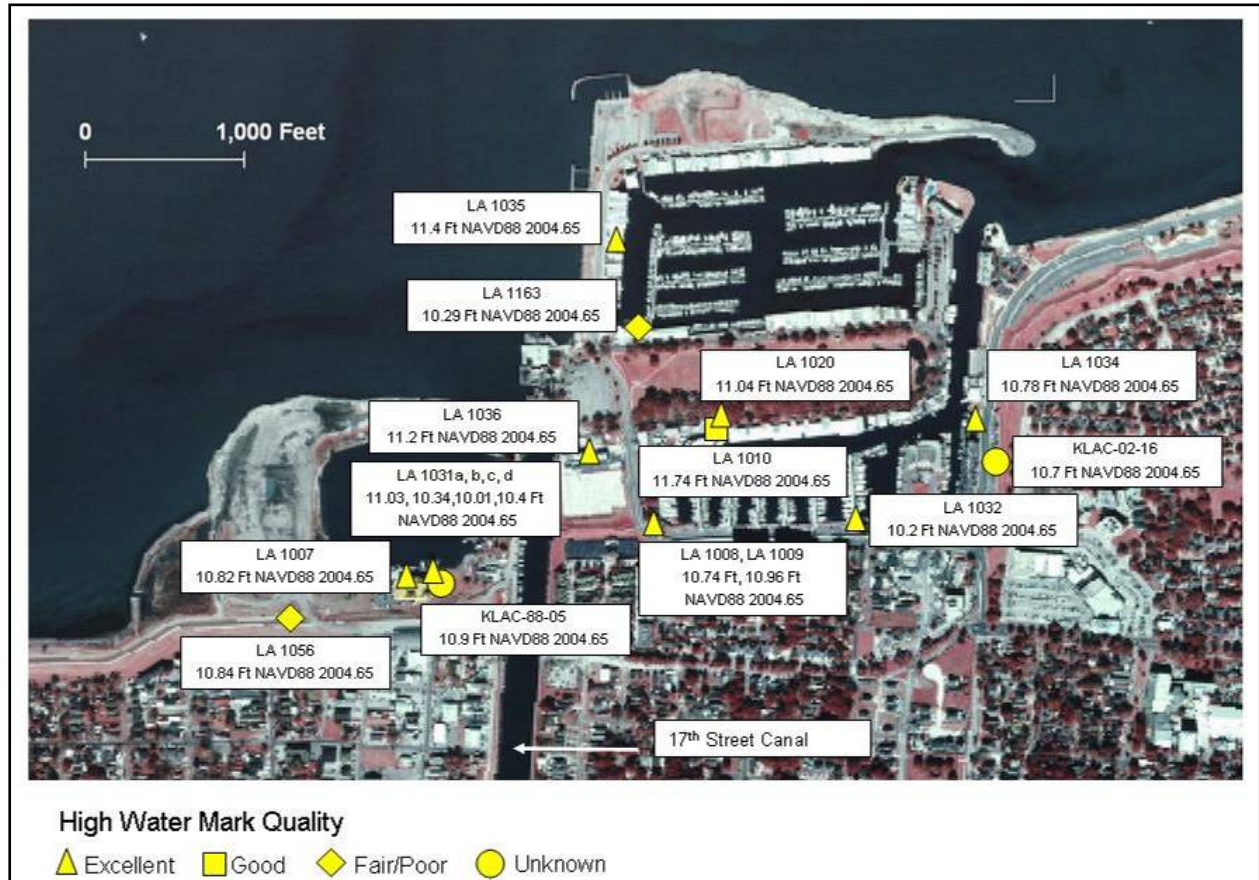 0 1,000 Feet
LA 1035
11.4 Ft NAVD88 2004.65
LA 1163
10.29 Ft NAVD88 2004.65
LA 1020
11.04 Ft NAVD88 2004.65
LA 1034
10.78 Ft NAVD88 2004.65
LA 1036
11.2 Ft NAVD88 2004.65
KLAC-02-16
10.7 Ft NAVD88 2004.65
LA 1010
11.74 Ft NAVD88 2004.65
LA 1031a, b, c, d
11.03, 10.34,10.01,10.4 Ft
NAVD88 2004.65
LA 1032
10.2 Ft NAVD88 2004.65
LA 1007
10.82 Ft NAVD88 2004.65
LA 1008, LA 1009
10.74 Ft, 10.96 Ft
NAVD88 2004.65
KLAC-88-05
10.9 Ft NAVD88 2004.65
LA 1056
10.84 Ft NAVD88 2004.65
17th Street Canal
High Water Mark Quality
Excellent Good Fair/Poor Unknown